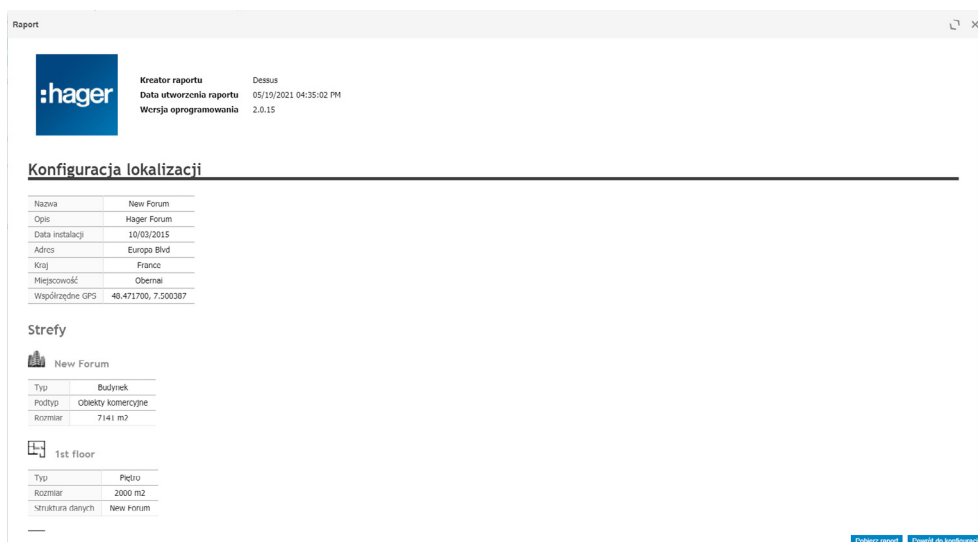 Raport
:hager
Kreator raportu Dessus
Data utworzenia raportu 05/19/2021 04:35:02 PM
Wersja oprogramowania 2.0.15
Konfiguracja lokalizacji
Nazwa New Forum
Opis Hager Forum
Data instalacji 10/03/2015
Adres Europa Blvd
Kraj France
Miejscowość Obernai
Współrzędne GPS 48.471700, 7.500387
Strefy
New Forum
Typ Budynek
Podtyp Obiekty komercyjne
Rozmiar 7141 m2
1st floor
Typ Piętro
Rozmiar 2000 m2
Struktura danych New Forum
Pobierz raport Powrót do konfiguracji